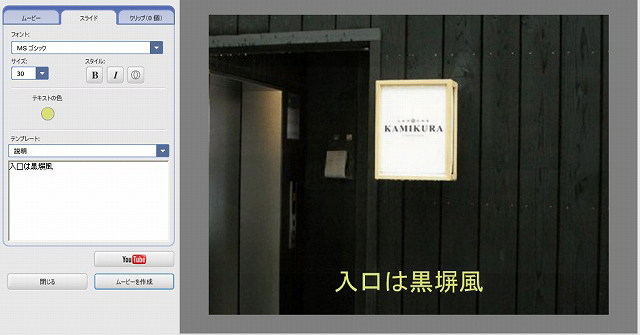 ムービー
スライド
クリップ(0 個)
フォント:
MS ゴシック
サイズ:
スタイル:
30
B
I
テキストの色
テンプレート:
説明
入口は黒塀風
YouTube
閉じる
ムービーを作成
KAMIKURA
入口は黒塀風